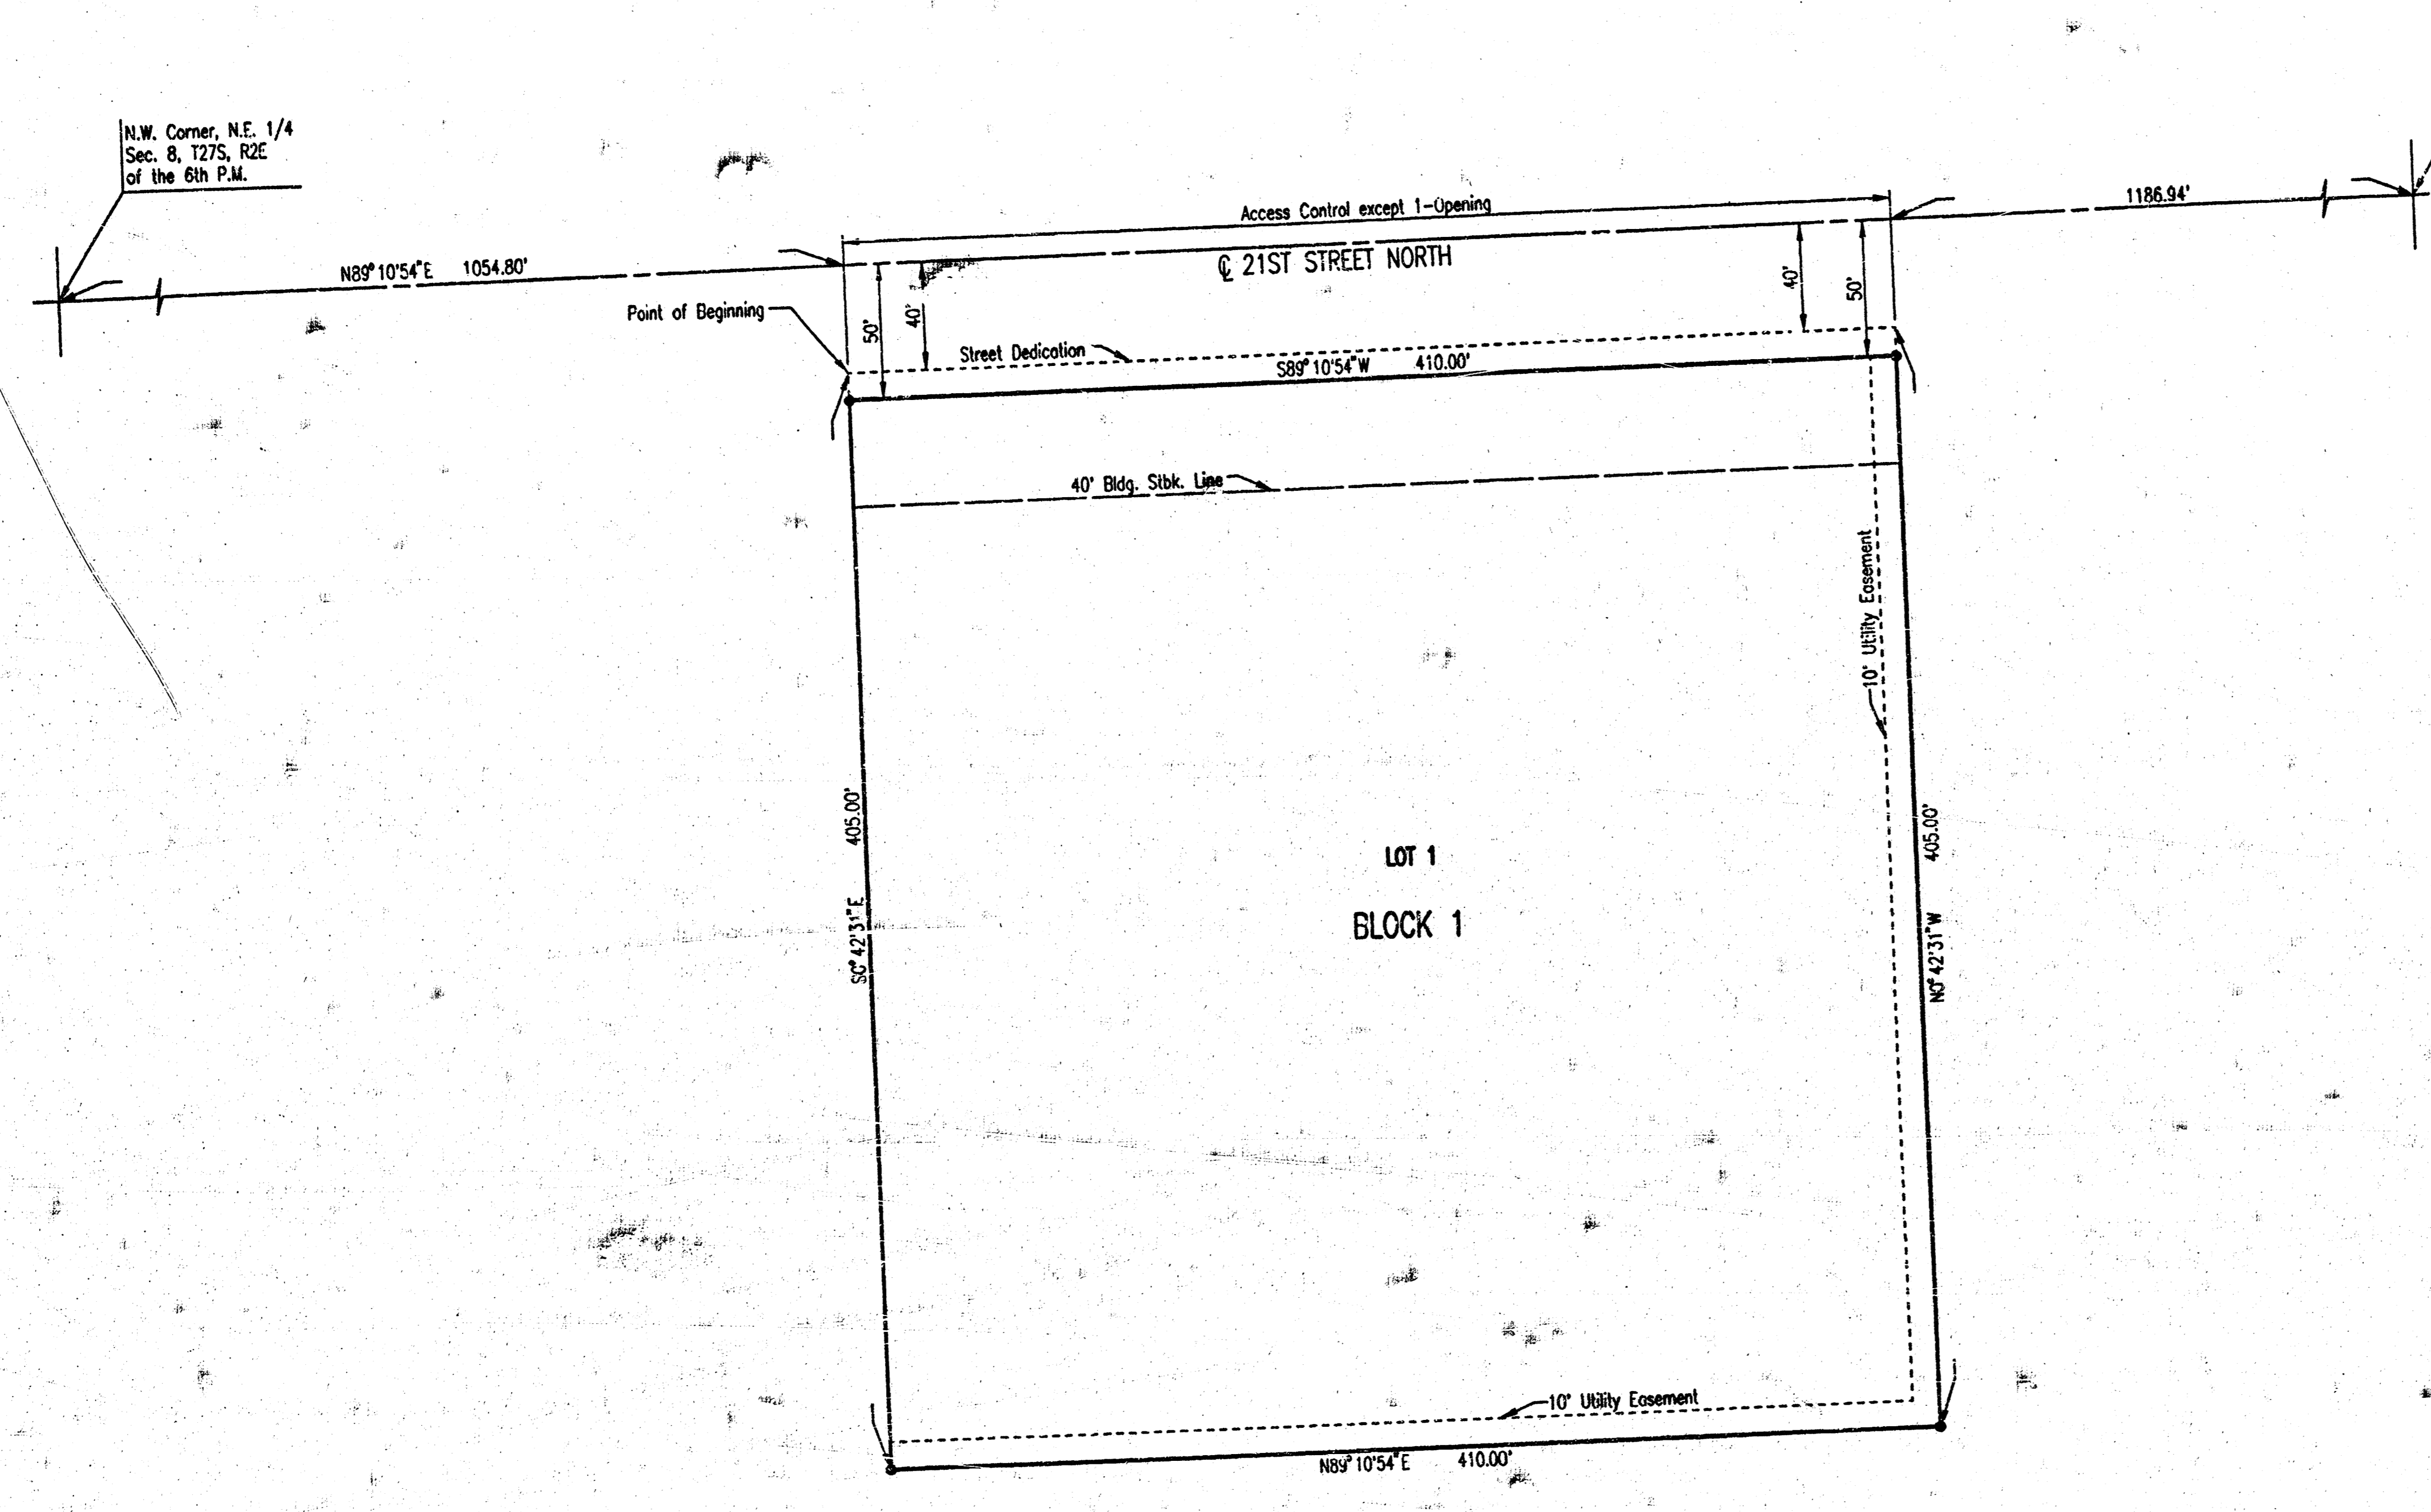 N.W. Corner, N.E. 1/4
Sec. 8, T27S, R2E
of the 6th P.M.
Access Control except 1-Opening
1186.94'
N89°10'54"E 1054.80'
℄ 21ST STREET NORTH
Point of Beginning
50'
40'
40'
50'
Street Dedication
S89°10'54"W 410.00'
40' Bldg. Stbk. Line
10' Utility Easement
405.00'
S0°42'31"E
LOT 1
BLOCK 1
405.00'
N0°42'31"W
10' Utility Easement
N89°10'54"E 410.00'